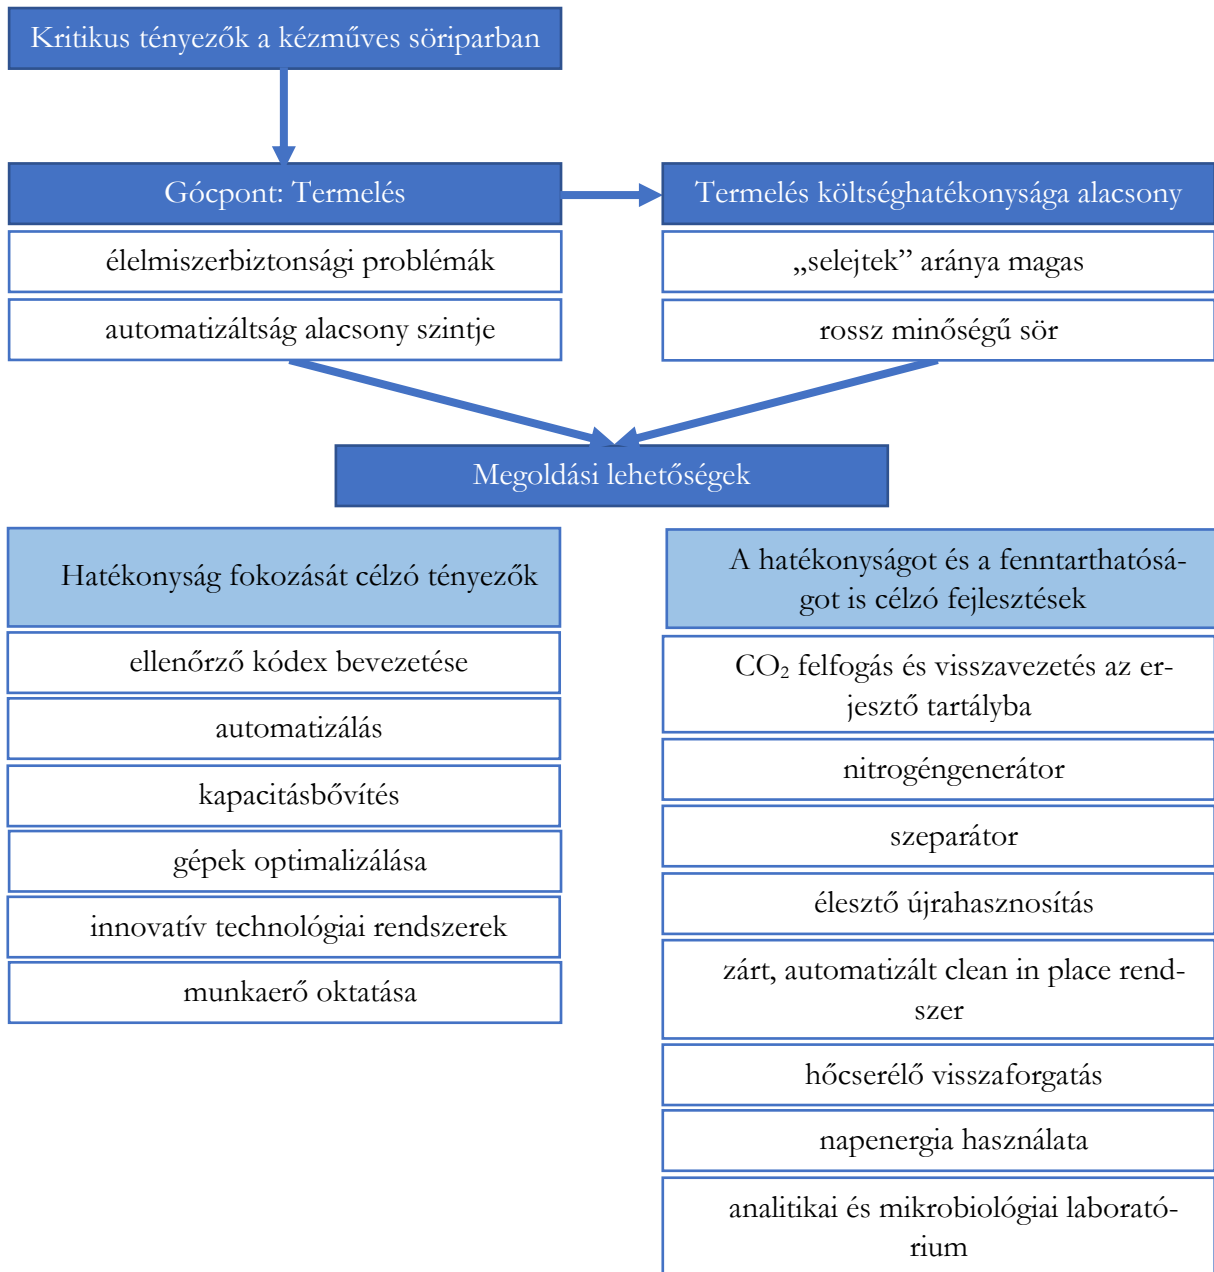 Kritikus tényezők a kézműves söriparban
Gócpont: Termelés
élelmiszerbiztonsági problémák
automatizáltság alacsony szintje
Termelés költséghatékonysága alacsony
„selejtek” aránya magas
rossz minőségű sör
Megoldási lehetőségek
Hatékonyság fokozását célzó tényezők
ellenőrző kódex bevezetése
automatizálás
kapacitásbővítés
gépek optimalizálása
innovatív technológiai rendszerek
munkaerő oktatása
A hatékonyságot és a fenntarthatósá-
got is célzó fejlesztések
CO₂ felfogás és visszavezetés az er-
jesztő tartályba
nitrogéngenerátor
szeparátor
élesztő újrahasznosítás
zárt, automatizált clean in place rend-
szer
hőcserélő visszaforgatás
napenergia használata
analitikai és mikrobiológiai laborató-
rium